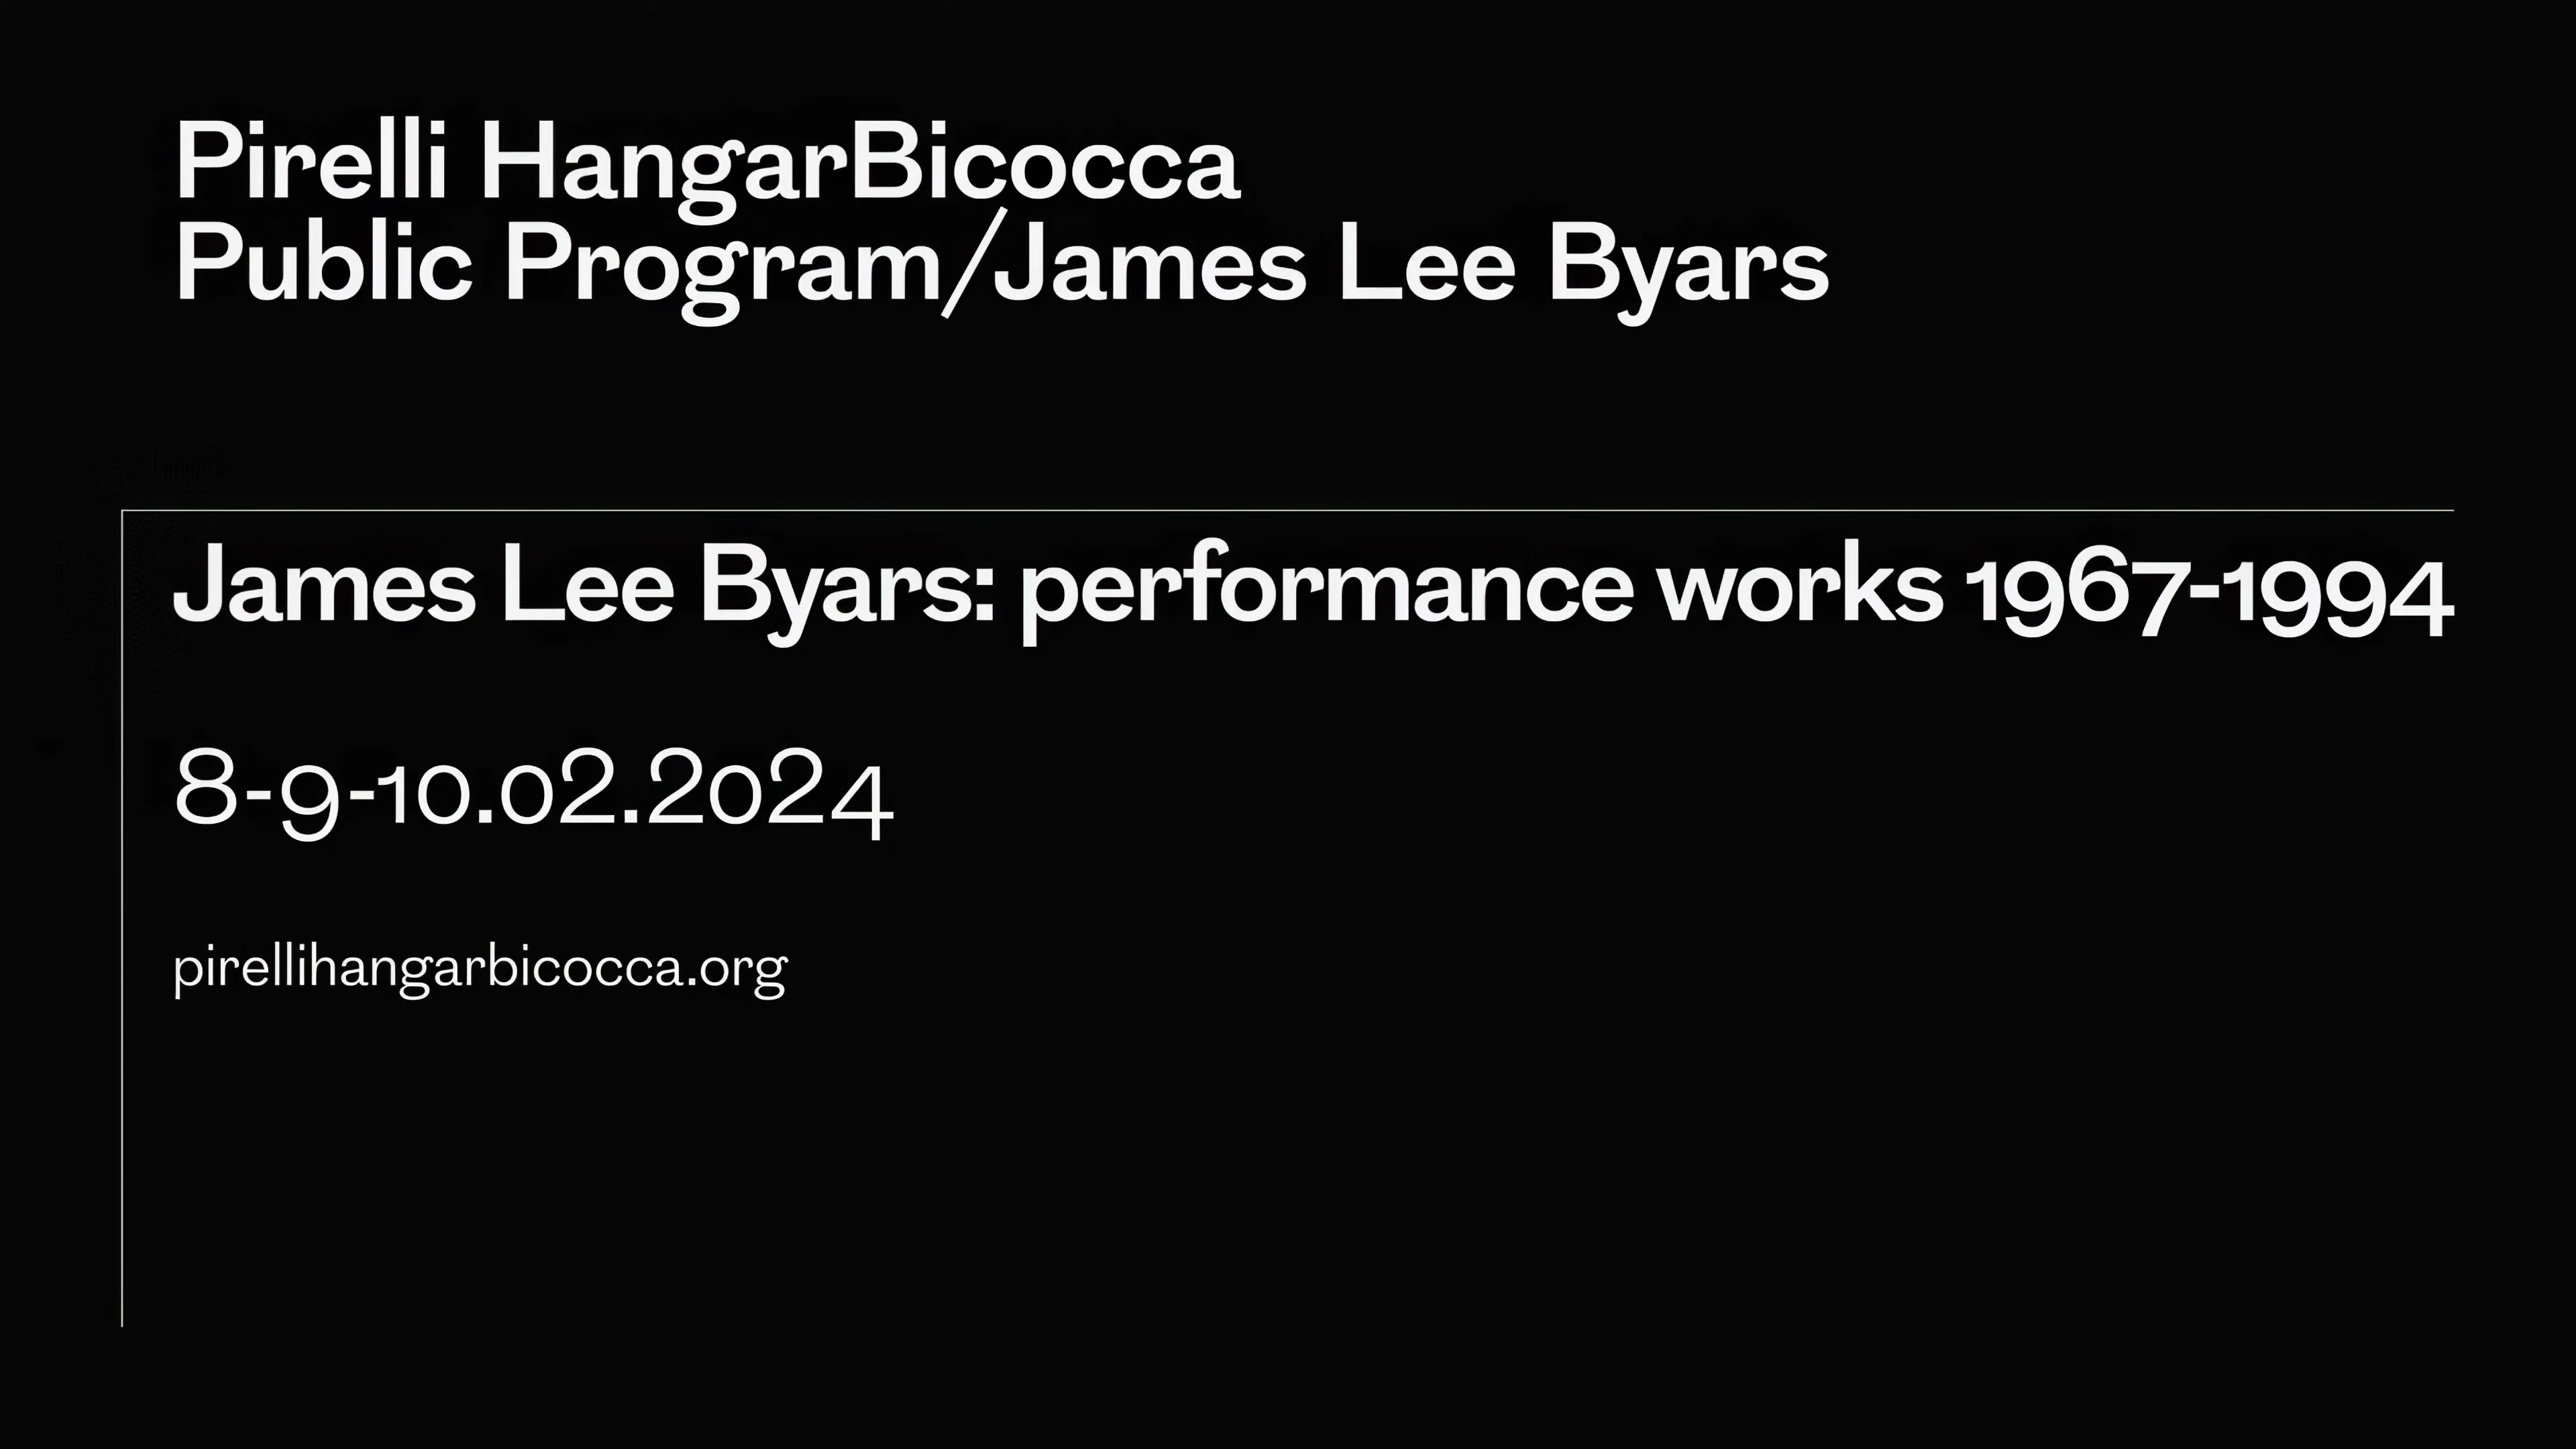 Pirelli HangarBicocca
Public Program/James Lee Byars
James Lee Byars: performance works 1967-1994
8-9-10.02.2024
pirellihangarbicocca.org